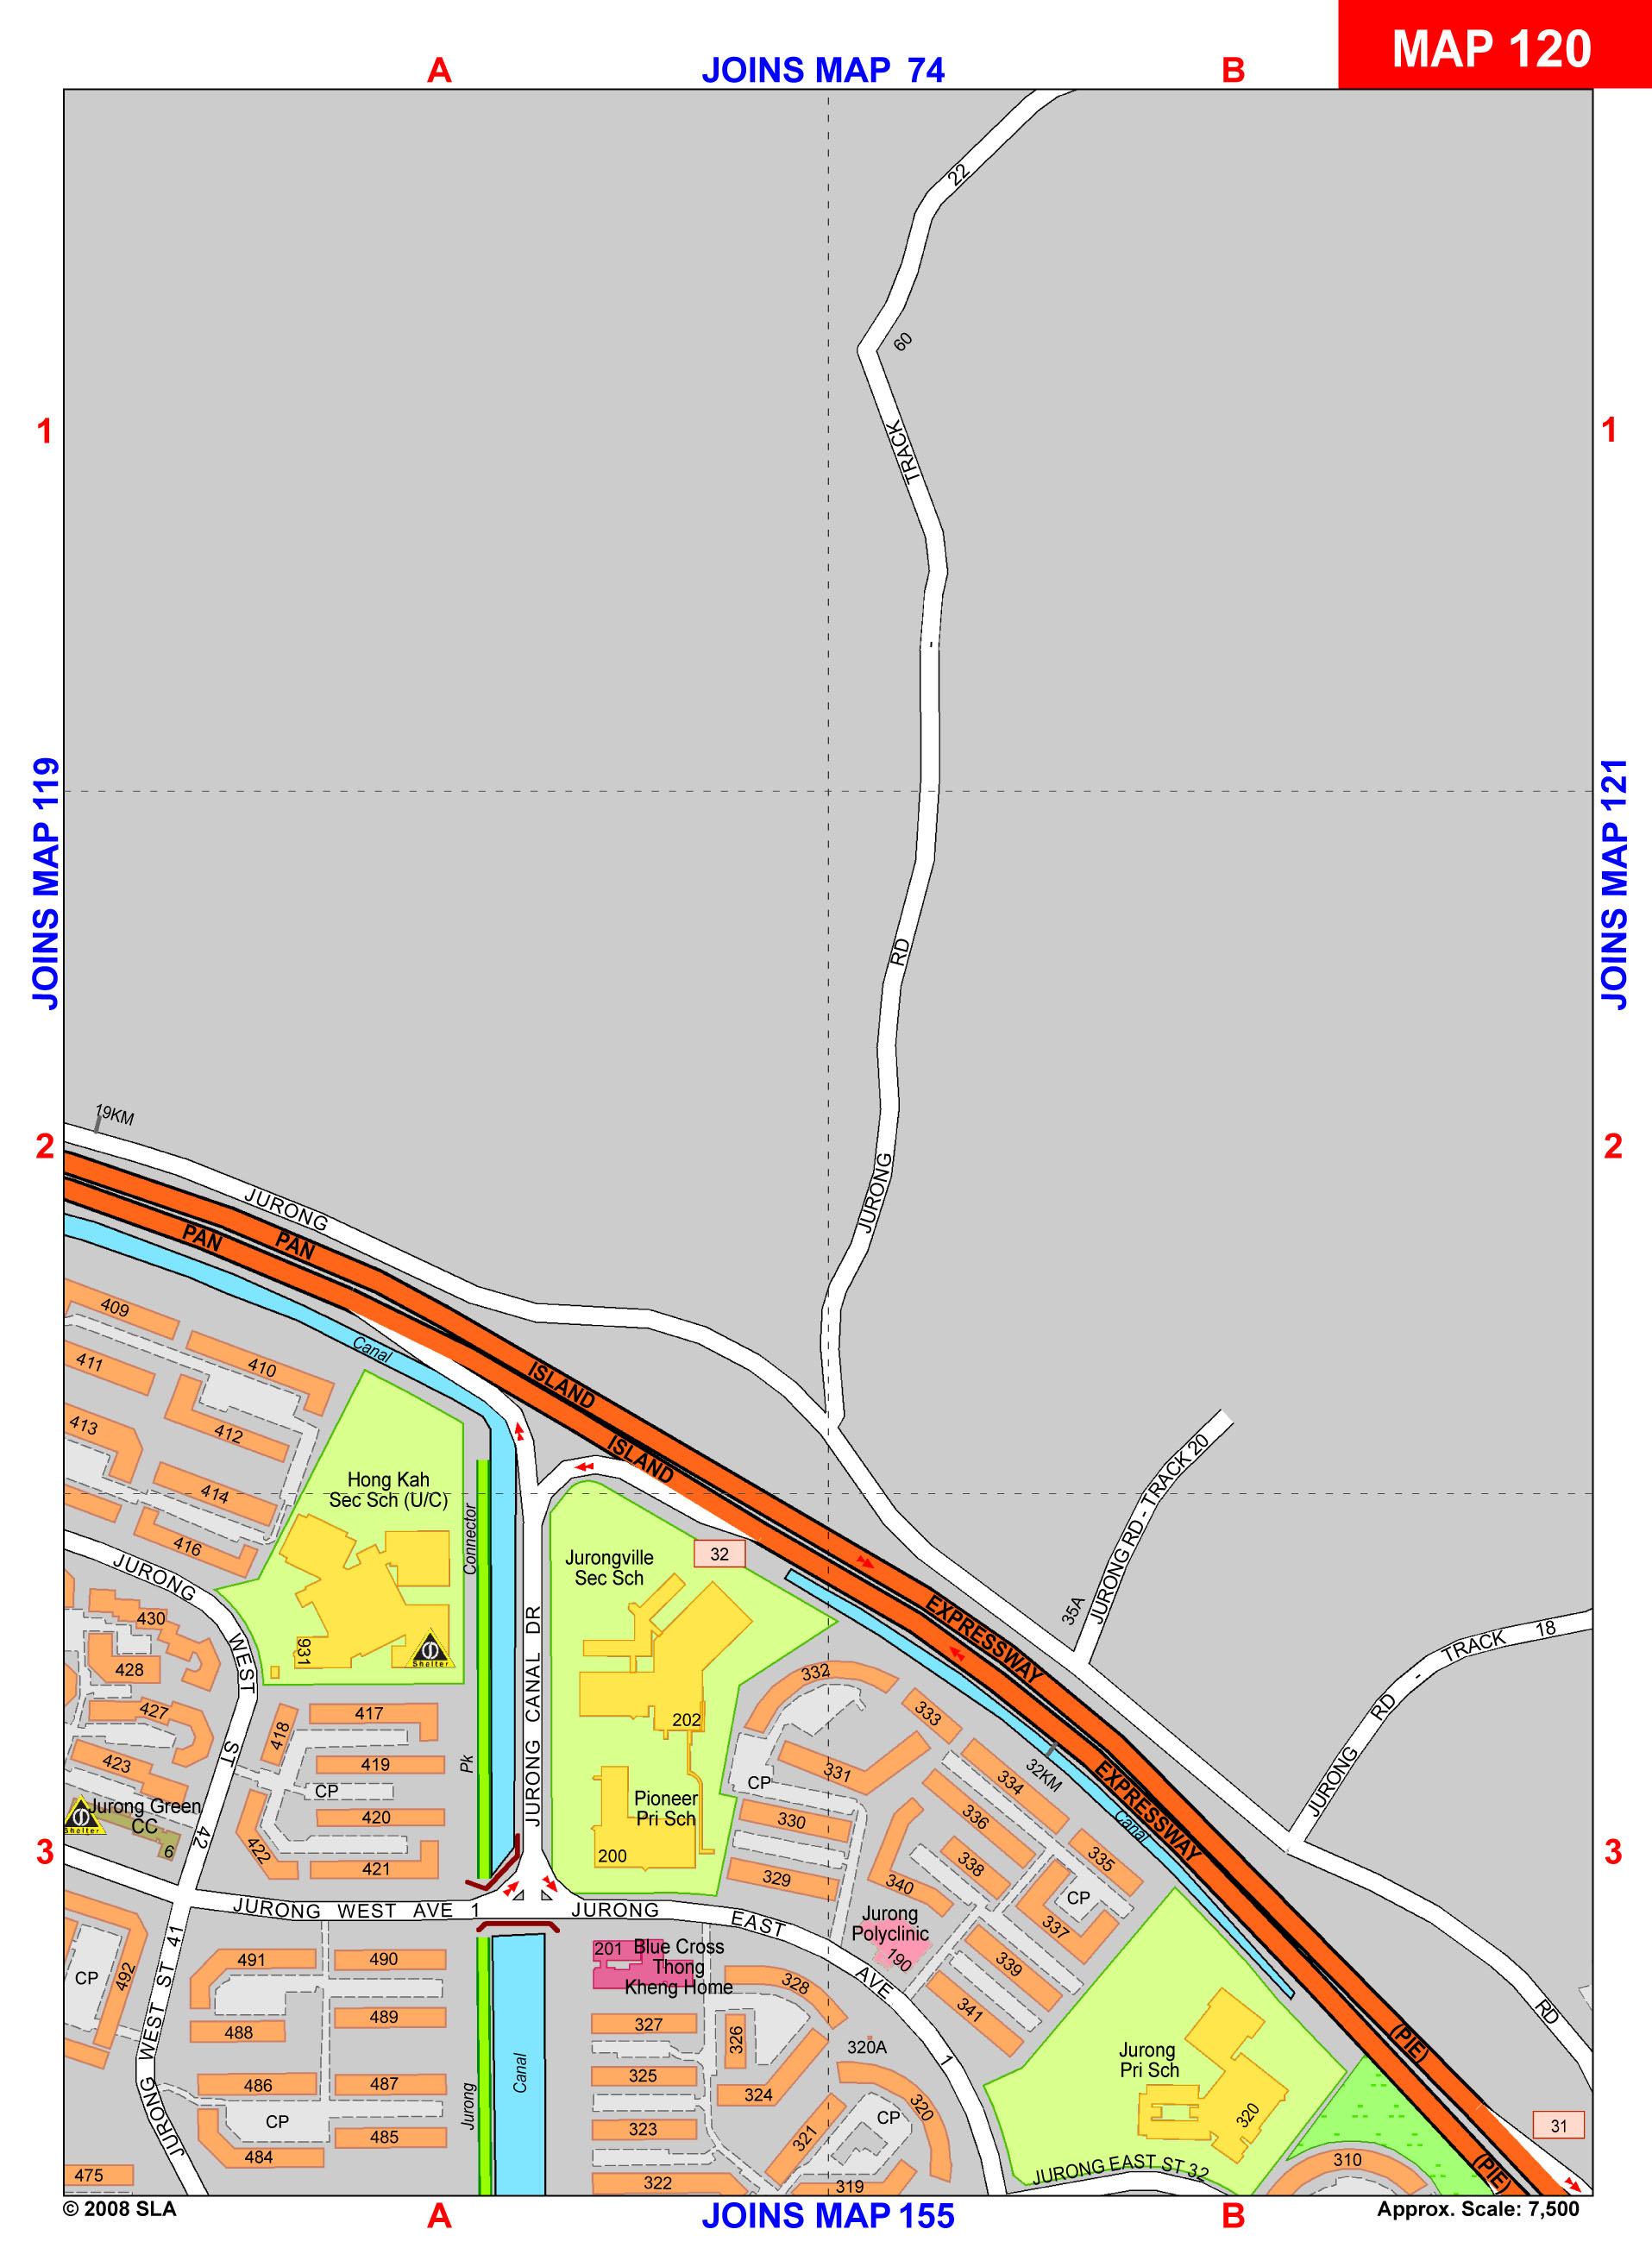 MAP 120
A
JOINS MAP 74
B
22
60
1
1
TRACK
-
JOINS MAP 119
JOINS MAP 121
RD
19KM
2
2
JURONG
JURONG
PAN
PAN
409
Canal
411
410
ISLAND
413
412
ISLAND
JURONG RD - TRACK 20
414
Hong Kah
Sec Sch (U/C)
Connector
416
Jurongville
Sec Sch
32
35A
JURONG
WEST
ST
42
430
931
Shelter
EXPRESSWAY
JURONG RD - TRACK 18
428
332
427
417
418
202
333
423
419
Pk
JURONG CANAL DR
CP
331
CP
32KM
334
EXPRESSWAY
Canal
Jurong Green
CC
Shelter
6
420
Pioneer
Pri Sch
330
336
3
422
421
200
329
338
335
3
340
CP
337
JURONG WEST AVE 1
JURONG
EAST
AVE
1
Jurong
Polyclinic
190
JURONG WEST ST 41
491
490
201
Blue Cross
Thong
Kheng Home
339
CP
492
328
341
489
327
326
488
320A
RD
(PIE)
Canal
Jurong
Pri Sch
325
324
486
487
Jurong
320
320
CP
323
CP
31
485
321
JURONG
484
475
322
319
JURONG EAST ST 32
310
(PIE)
© 2008 SLA
A
JOINS MAP 155
B
Approx. Scale: 7,500